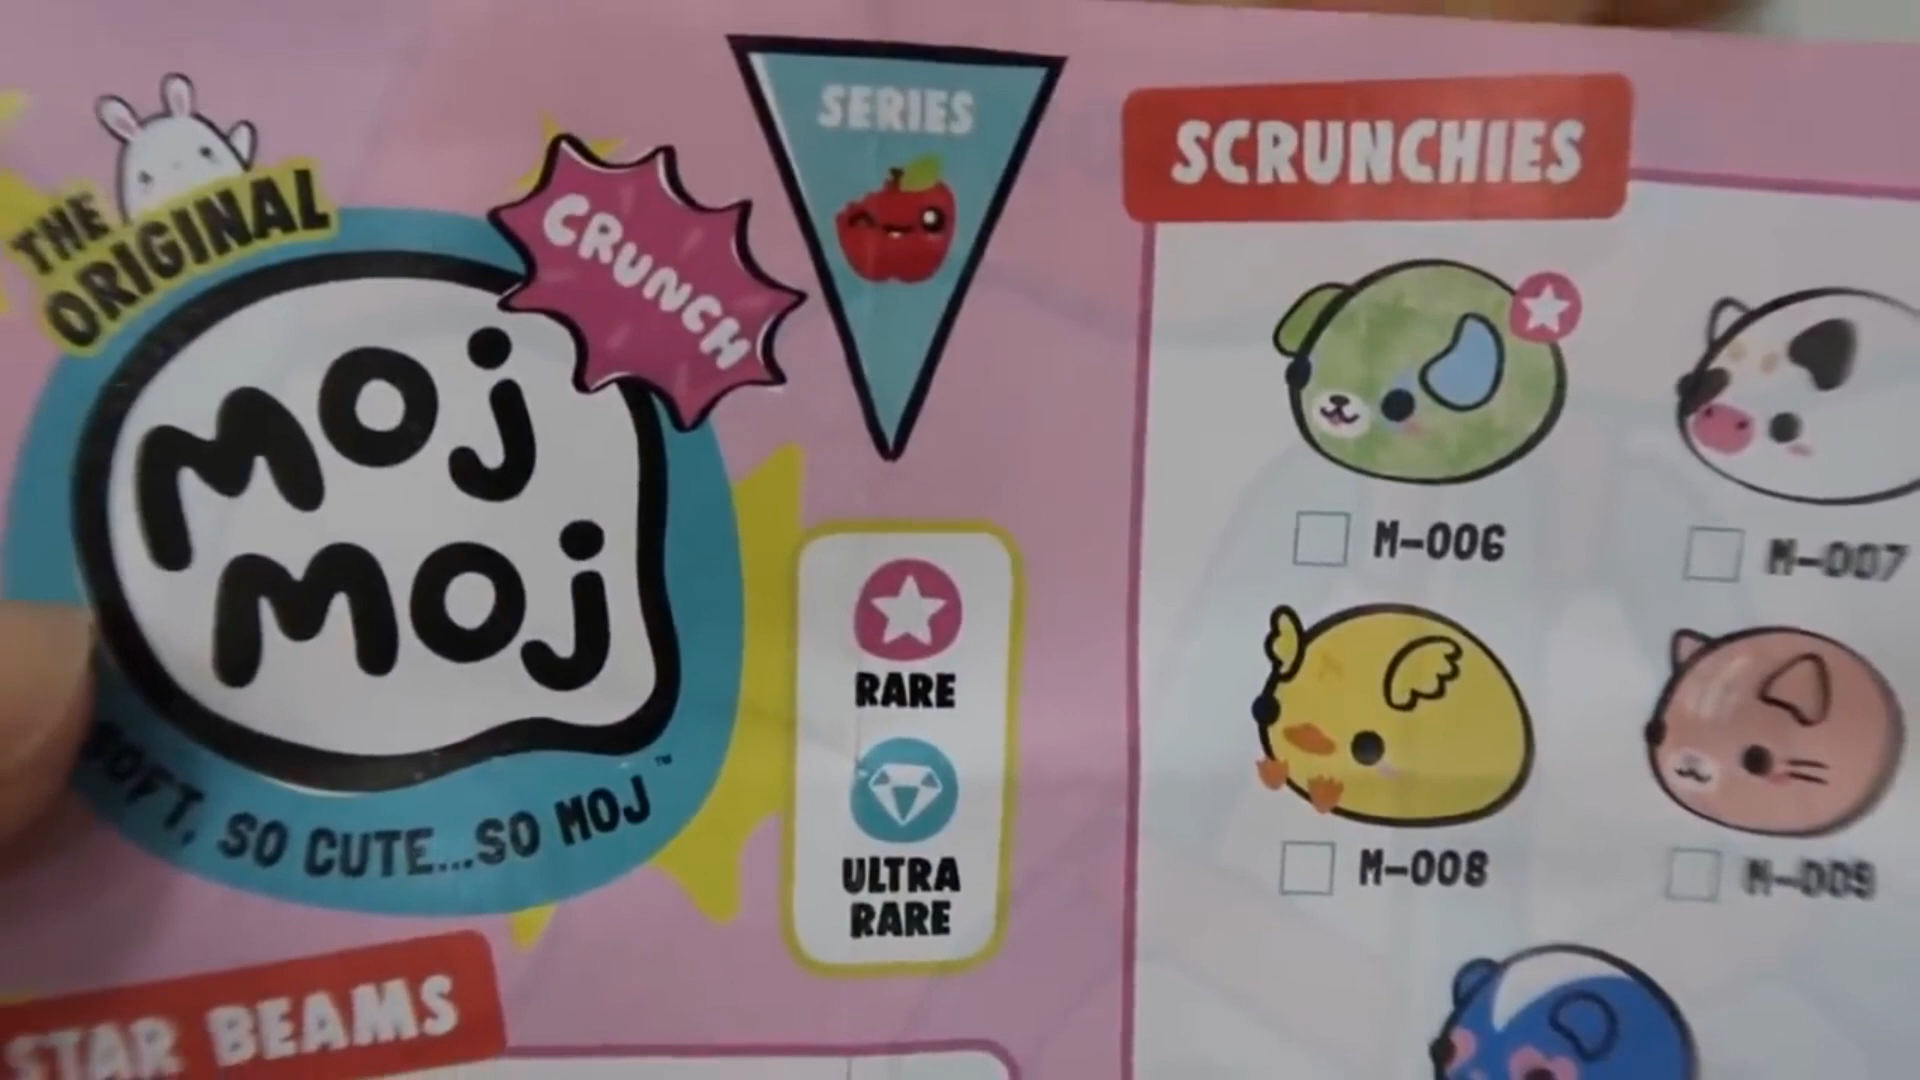 THE
ORIGINAL
CRUNCH
MOJ
MOJ
SOFT, SO CUTE...SO MOJ™
SERIES
RARE
ULTRA
RARE
STAR BEAMS
SCRUNCHIES
M-006
M-007
M-008
M-009